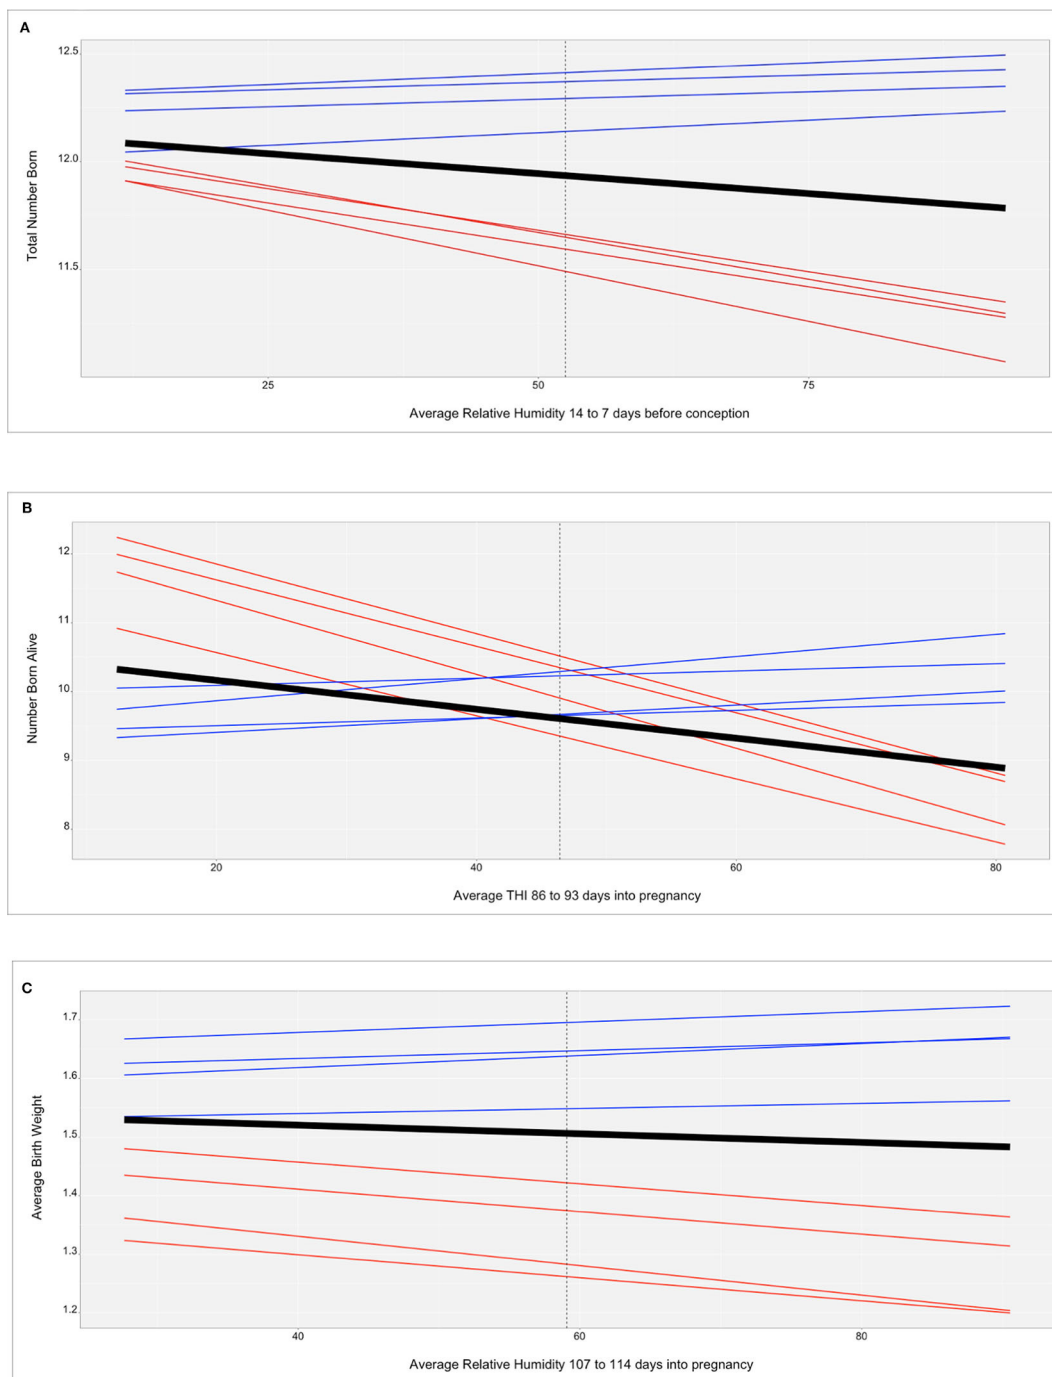 A
12.5
12.0
11.5
Total Number Born
25 50 75
Average Relative Humidity 14 to 7 days before conception
B
12
11
10
9
8
Number Born Alive
20 40 60 80
Average THI 86 to 93 days into pregnancy
C
1.7
1.6
1.5
1.4
1.3
1.2
Average Birth Weight
40 60 80
Average Relative Humidity 107 to 114 days into pregnancy